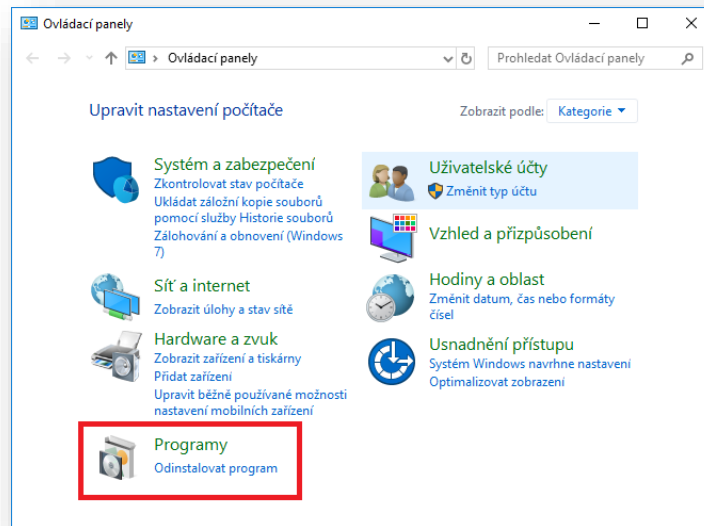 Ovládací panely
Ovládací panely
Prohledat Ovládací panely
Upravit nastavení počítače
Zobrazit podle: Kategorie
Systém a zabezpečení
Zkontrolovat stav počítače
Ukládat záložní kopie souborů
pomocí služby Historie souborů
Zálohování a obnovení (Windows
7)
Síť a internet
Zobrazit úlohy a stav sítě
Hardware a zvuk
Zobrazit zařízení a tiskárny
Přidat zařízení
Upravit běžně používané možnosti
nastavení mobilních zařízení
Programy
Odinstalovat program
Uživatelské účty
Změnit typ účtu
Vzhled a přizpůsobení
Hodiny a oblast
Změnit datum, čas nebo formáty
čísel
Usnadnění přístupu
Systém Windows navrhne nastavení
Optimalizovat zobrazení